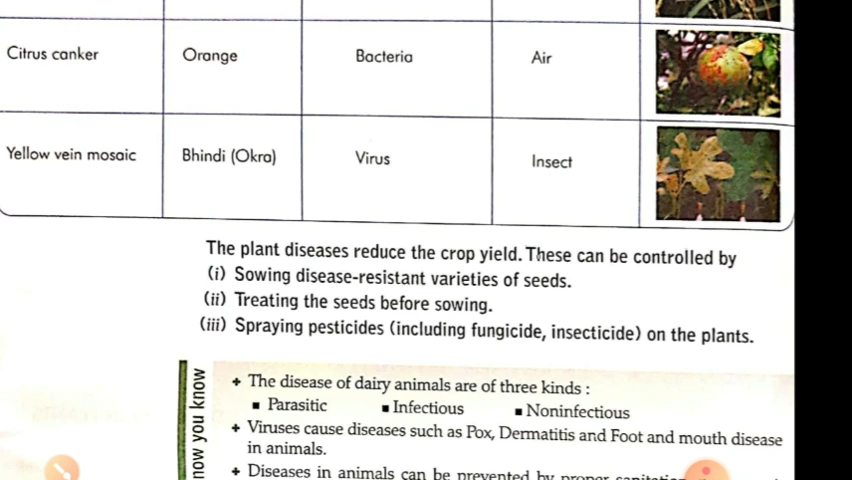 Citrus canker Orange Bacteria Air
Yellow vein mosaic Bhindi (Okra) Virus Insect
The plant diseases reduce the crop yield. These can be controlled by
(i) Sowing disease-resistant varieties of seeds.
(ii) Treating the seeds before sowing.
(iii) Spraying pesticides (including fungicide, insecticide) on the plants.
now you know
+ The disease of dairy animals are of three kinds :
▪ Parasitic ▪ Infectious ▪ Noninfectious
+ Viruses cause diseases such as Pox, Dermatitis and Foot and mouth disease
in animals.
+ Diseases in animals can be prevented by proper